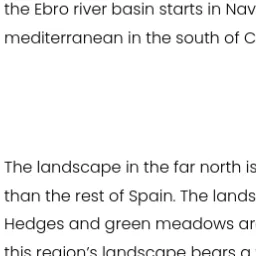 the Ebro river basin starts in Nav
mediterranean in the south of C
The landscape in the far north is
than the rest of Spain. The lands
Hedges and green meadows ar
this region's landscape bears a